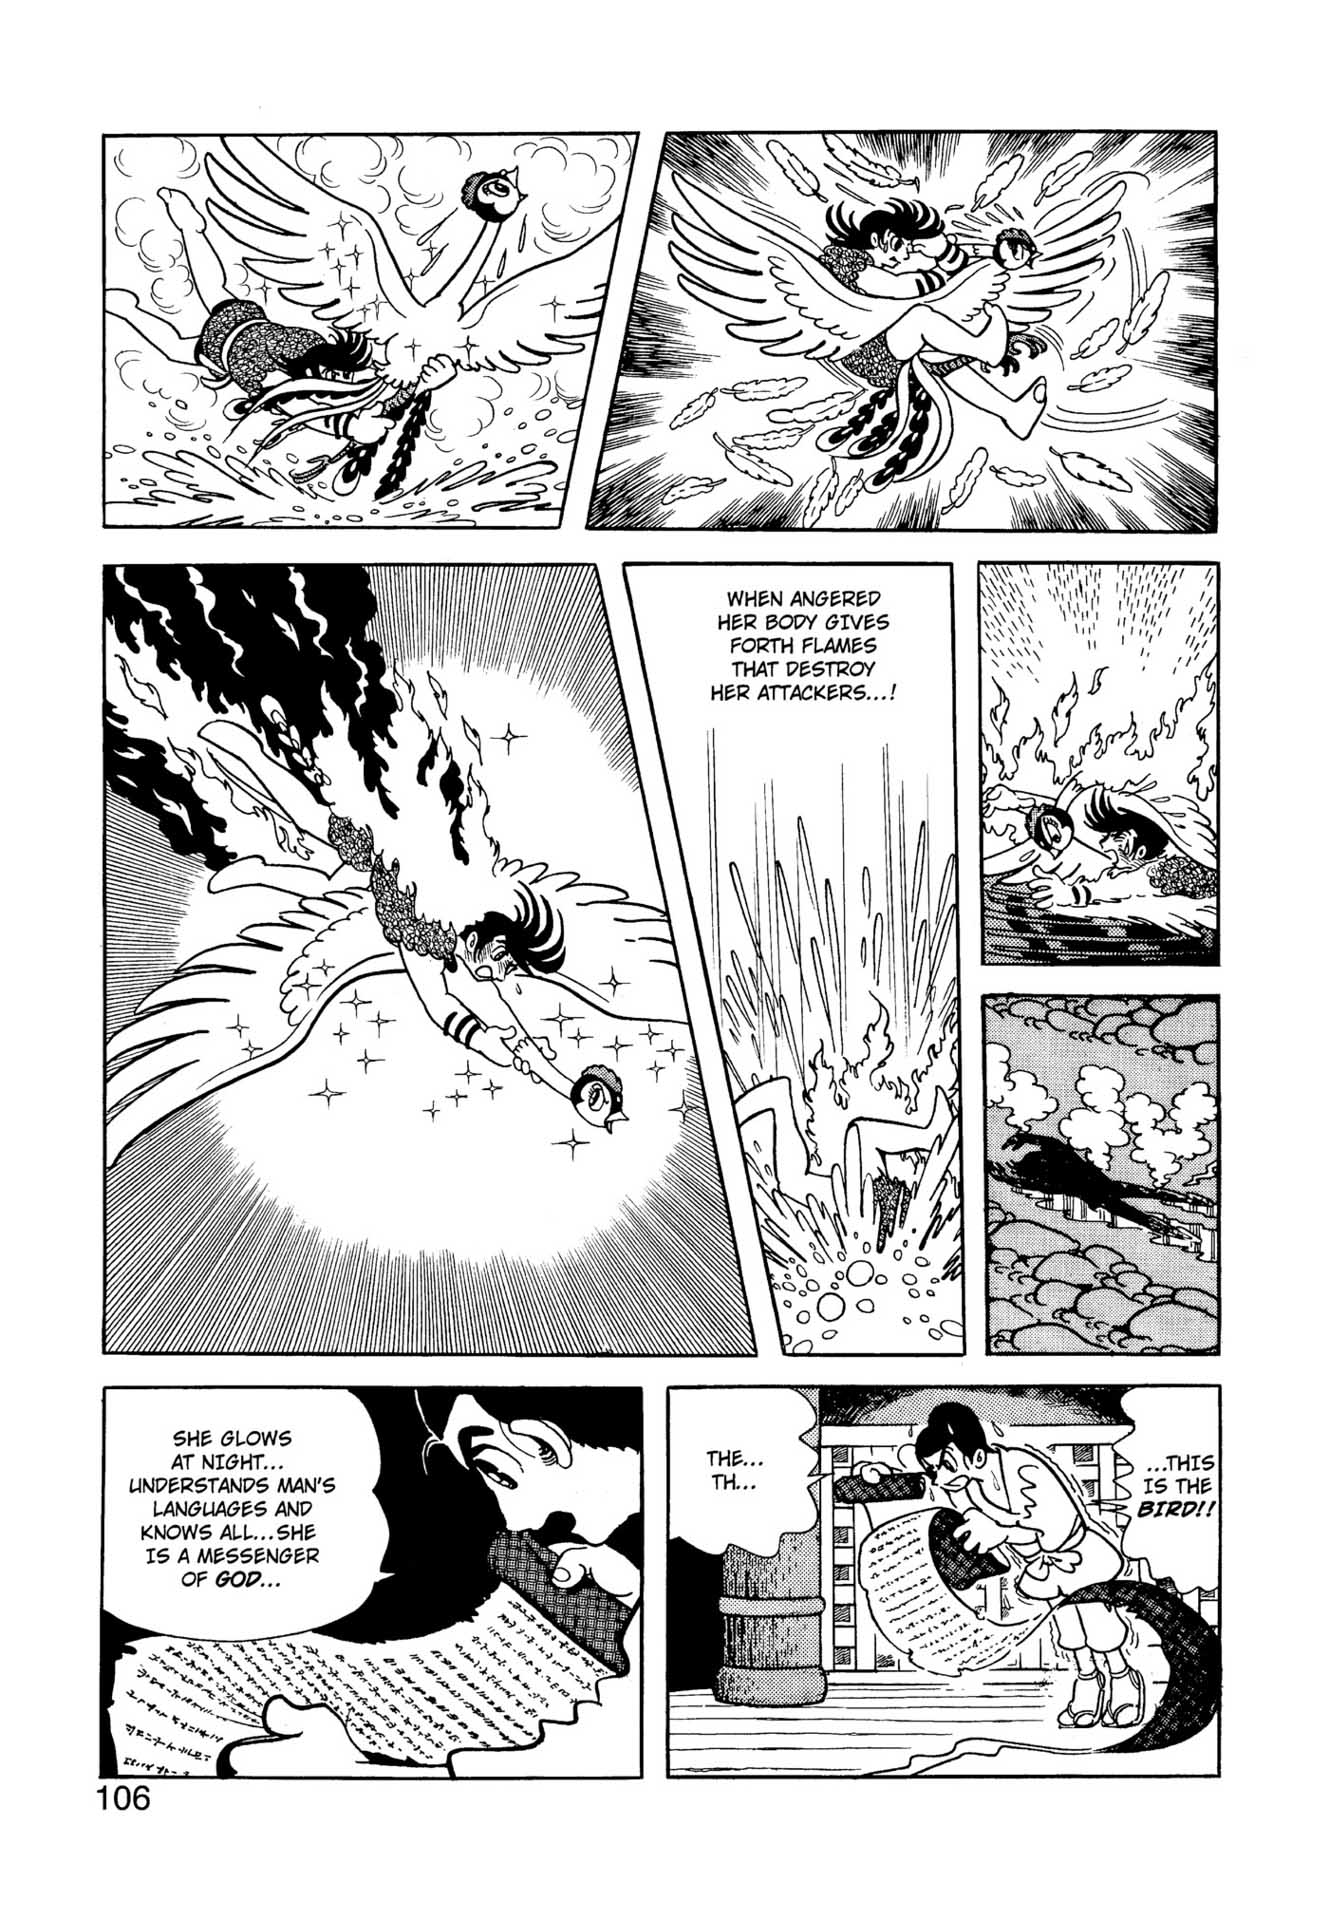 WHEN ANGERED
HER BODY GIVES
FORTH FLAMES
THAT DESTROY
HER ATTACKERS...!
SHE GLOWS
AT NIGHT...
UNDERSTANDS MAN'S
LANGUAGES AND
KNOWS ALL...SHE
IS A MESSENGER
OF GOD...
THE...
TH...
...THIS
IS THE
BIRD!!
106